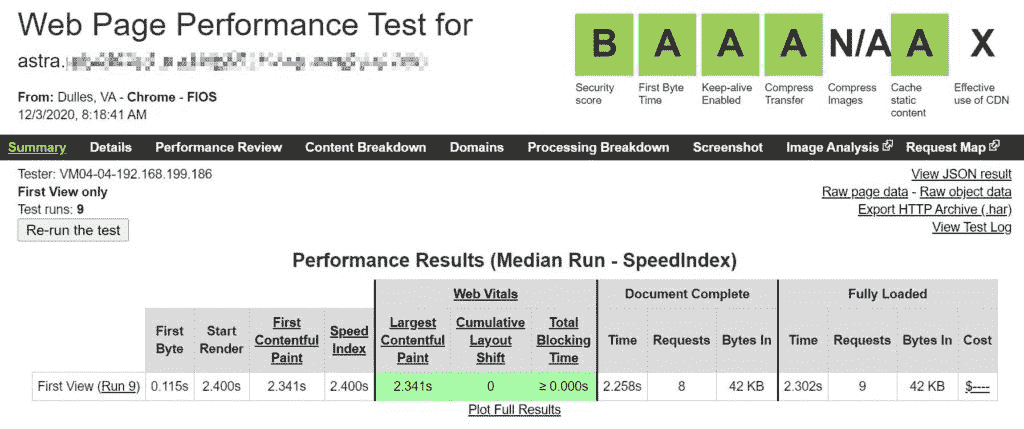 Web Page Performance Test for
astra.
From: Dulles, VA - Chrome - FIOS
12/3/2020, 8:18:41 AM
B A A A N/A A X
Security score First Byte Time Keep-alive Enabled Compress Transfer Compress Images Cache static content Effective use of CDN
Summary Details Performance Review Content Breakdown Domains Processing Breakdown Screenshot Image Analysis Request Map
Tester: VM04-04-192.168.199.186
First View only
Test runs: 9
Re-run the test
View JSON result
Raw page data - Raw object data
Export HTTP Archive (.har)
View Test Log
Performance Results (Median Run - SpeedIndex)
Web Vitals Document Complete Fully Loaded
First Byte Start Render First Contentful Paint Speed Index Largest Contentful Paint Cumulative Layout Shift Total Blocking Time Time Requests Bytes In Time Requests Bytes In Cost
First View (Run 9) 0.115s 2.400s 2.341s 2.400s 2.341s 0 ≥ 0.000s 2.258s 8 42 KB 2.302s 9 42 KB $----
Plot Full Results